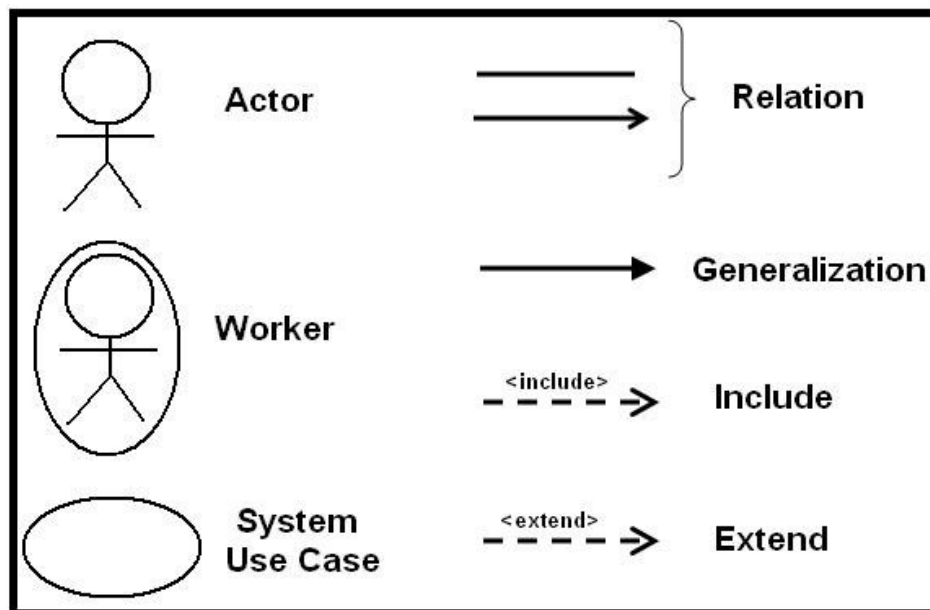 Actor
Relation
Generalization
Worker
<include>
Include
System
Use Case
<extend>
Extend